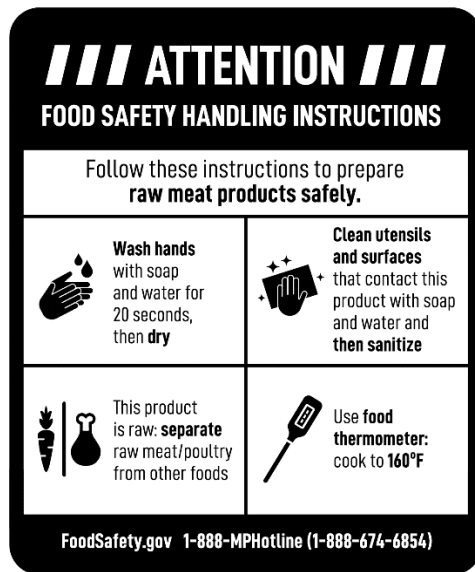 ATTENTION
FOOD SAFETY HANDLING INSTRUCTIONS
Follow these instructions to prepare
raw meat products safely.
Wash hands
with soap
and water for
20 seconds,
then dry
Clean utensils
and surfaces
that contact this
product with soap
and water and
then sanitize
This product
is raw: separate
raw meat/poultry
from other foods
Use food
thermometer:
cook to 160°F
FoodSafety.gov 1-888-MPHotline (1-888-674-6854)